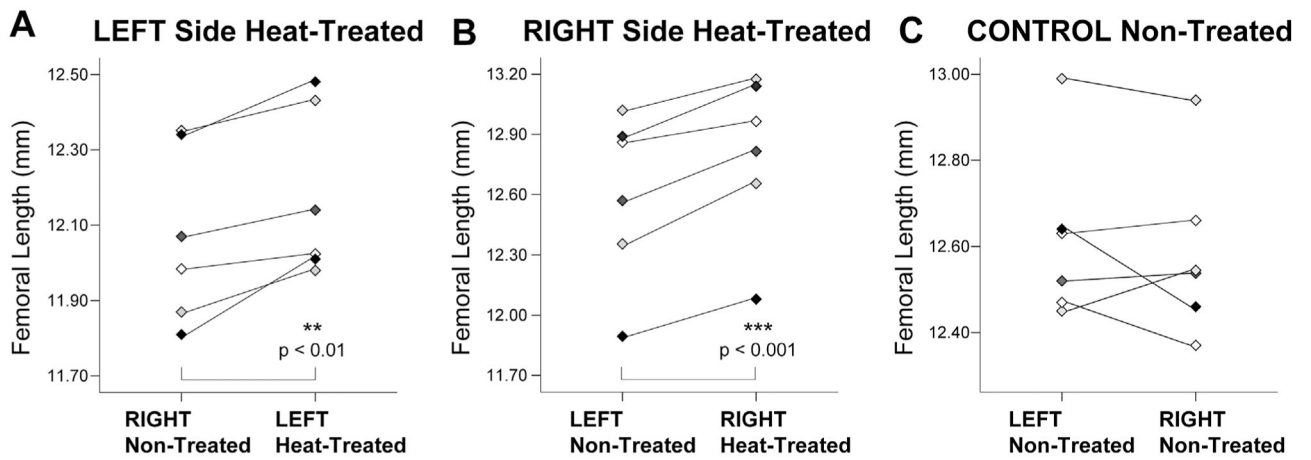 A LEFT Side Heat-Treated
Femoral Length (mm)
12.50
12.30
12.10
11.90
11.70
**
p < 0.01
RIGHT
Non-Treated
LEFT
Heat-Treated
B RIGHT Side Heat-Treated
Femoral Length (mm)
13.20
12.90
12.60
12.30
12.00
11.70
***
p < 0.001
LEFT
Non-Treated
RIGHT
Heat-Treated
C CONTROL Non-Treated
Femoral Length (mm)
13.00
12.80
12.60
12.40
LEFT
Non-Treated
RIGHT
Non-Treated